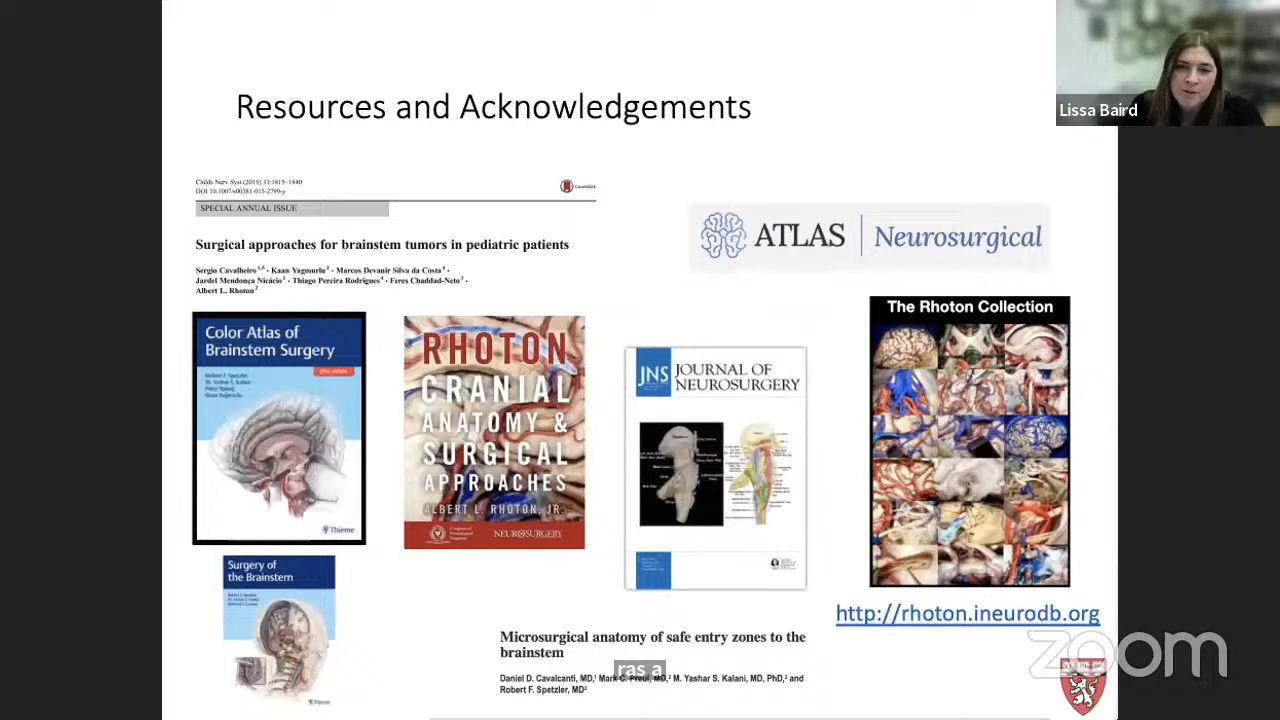 Resources and Acknowledgements
Lissa Baird
Childs Nerv Syst (2015) 31:1815–1840
DOI 10.1007/s00381-015-2799-y
CrossMark
SPECIAL ANNUAL ISSUE
Surgical approaches for brainstem tumors in pediatric patients
Sergio Cavalheiro · Kaan Yagmurlu · Marcos Devanir Silva da Costa ·
Jardel Mendonça Nicácio · Thiago Pereira Rodrigues · Feres Chaddad-Neto ·
Albert L. Rhoton
ATLAS Neurosurgical
Color Atlas of
Brainstem Surgery
Thieme
RHOTON
CRANIAL
ANATOMY &
SURGICAL
APPROACHES
ALBERT L. RHOTON, JR.
NEUROSURGERY
JNS JOURNAL OF
NEUROSURGERY
The Rhoton Collection
http://rhoton.ineurodb.org
Surgery of
the Brainstem
Thieme
Microsurgical anatomy of safe entry zones to the
brainstem
ras a
Daniel D. Cavalcanti, MD,¹ Mark C. Preul, MD,² M. Yashar S. Kalani, MD, PhD,² and
Robert F. Spetzler, MD²
zoom